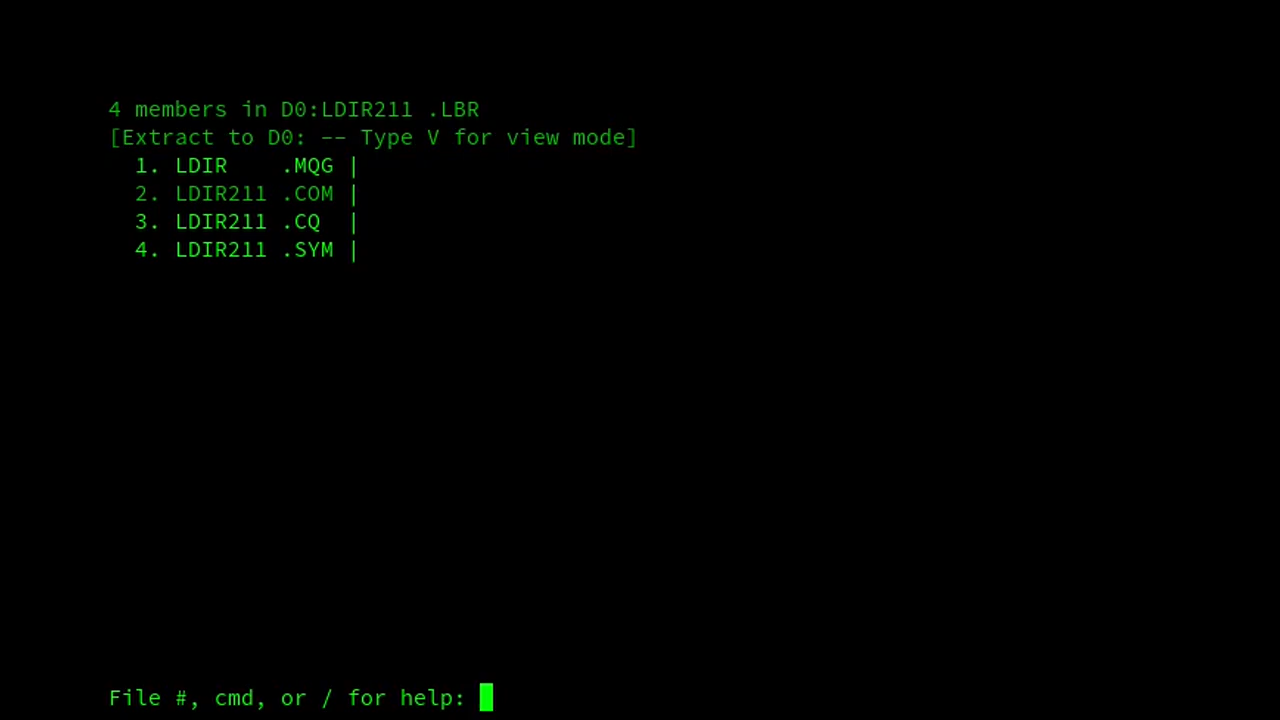 4 members in D0:LDIR211 .LBR
[Extract to D0: -- Type V for view mode]
  1. LDIR    .MQG |
  2. LDIR211 .COM |
  3. LDIR211 .CQ  |
  4. LDIR211 .SYM |
File #, cmd, or / for help: